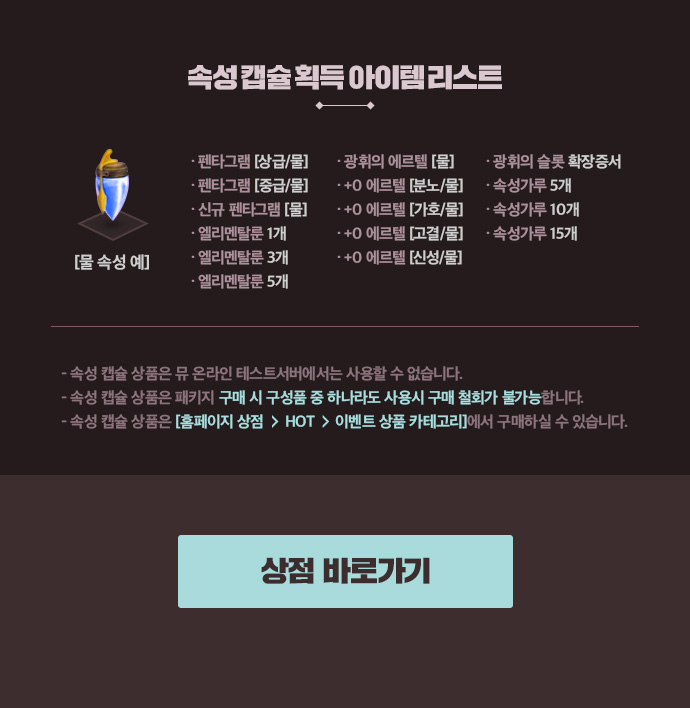 속성 캡슐 획득 아이템 리스트
[물 속성 예]
· 펜타그램 [상급/물]
· 펜타그램 [중급/물]
· 신규 펜타그램 [물]
· 엘리멘탈룬 1개
· 엘리멘탈룬 3개
· 엘리멘탈룬 5개
· 광휘의 에르텔 [물]
· +0 에르텔 [분노/물]
· +0 에르텔 [가호/물]
· +0 에르텔 [고결/물]
· +0 에르텔 [신성/물]
· 광휘의 슬롯 확장증서
· 속성가루 5개
· 속성가루 10개
· 속성가루 15개
- 속성 캡슐 상품은 뮤 온라인 테스트서버에서는 사용할 수 없습니다.
- 속성 캡슐 상품은 패키지 구매 시 구성품 중 하나라도 사용시 구매 철회가 불가능합니다.
- 속성 캡슐 상품은 [홈페이지 상점 > HOT > 이벤트 상품 카테고리]에서 구매하실 수 있습니다.
상점 바로가기